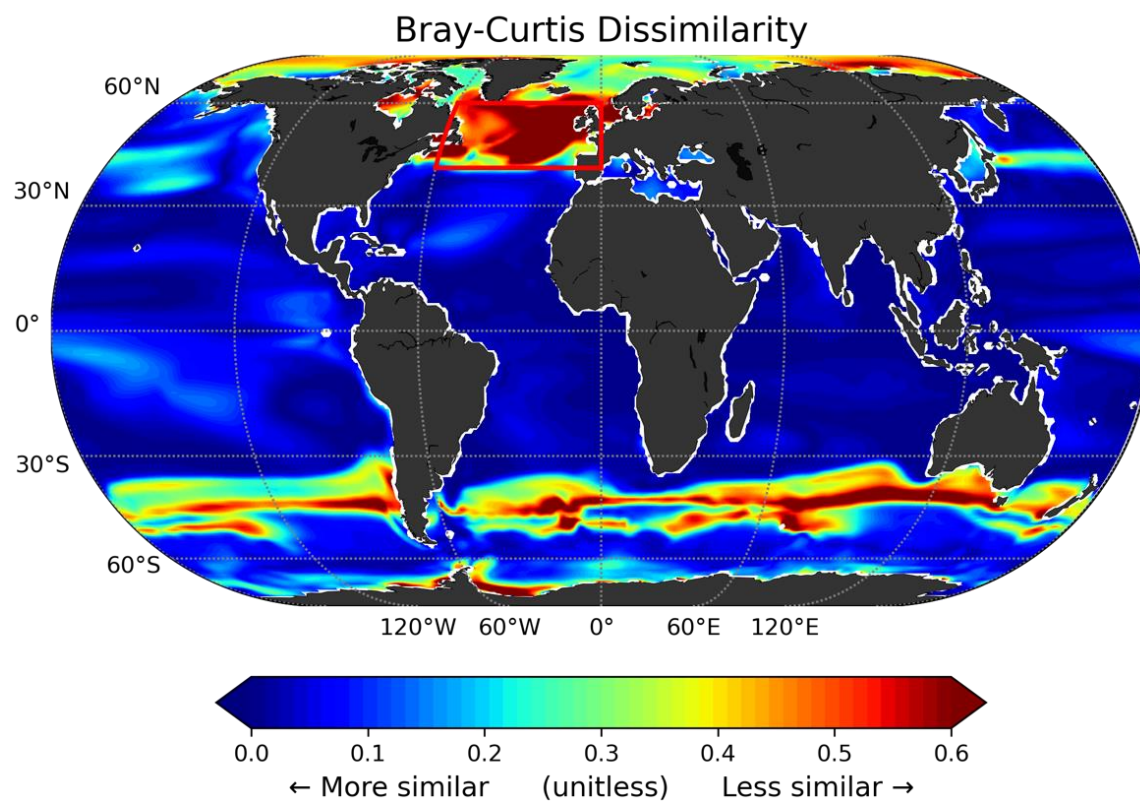 Bray-Curtis Dissimilarity
60°N
30°N
0°
30°S
60°S
120°W 60°W 0° 60°E 120°E
0.0 0.1 0.2 0.3 0.4 0.5 0.6
← More similar (unitless) Less similar →